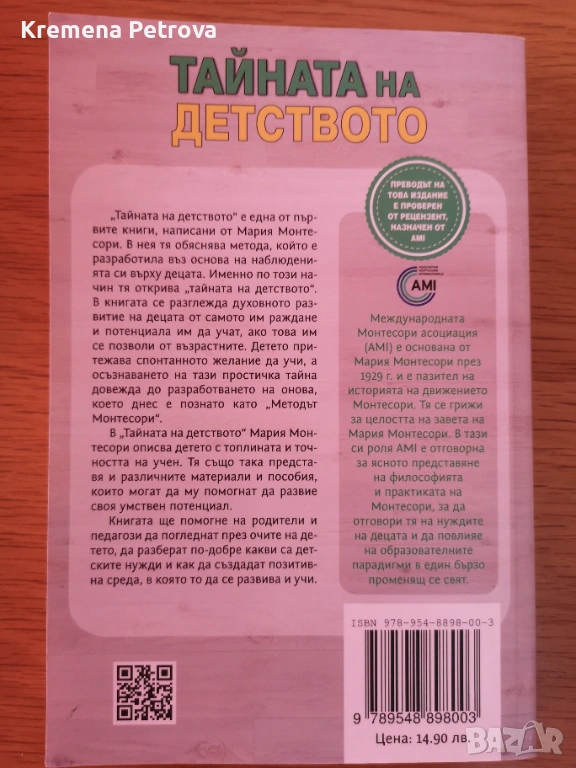 Kremena Petrova
ТАЙНАТА НА
ДЕТСТВОТО
„Тайната на детството“ е една от пър-
вите книги, написани от Мария Монте-
сори. В нея тя обяснява метода, който е
разработила въз основа на наблюдения-
та си върху децата. Именно по този на-
чин тя открива „тайната на детството“.
В книгата се разглежда духовното раз-
витие на децата от самото им раждане
и потенциала им да учат, ако това им
се позволи от възрастните. Детето при-
тежава спонтанното желание да учи, а
осъзнаването на тази простичка тайна
довежда до разработването на онова,
което днес е познато като „Методът
Монтесори“.
В „Тайната на детството“ Мария Мон-
тесори описва детето с топлината и точ-
ността на учен. Тя също така предста-
вя и различните материали и пособия,
които могат да му помогнат да развие
своя умствен потенциал.
Книгата ще помогне на родители и
педагози да погледнат през очите на де-
тето, да разберат по-добре какви са дет-
ските нужди и как да създадат позитив-
на среда, в която то да се развива и учи.
ПРЕВОДЪТ НА
ТОВА ИЗДАНИЕ
Е ПРОВЕРЕН
ОТ РЕЦЕНЗЕНТ,
НАЗНАЧЕН ОТ
AMI
AMI
Международната
Монтесори асоциация
(AMI) е основана от
Мария Монтесори през
1929 г. и е пазител на
историята на движението
Монтесори. Тя се грижи
за целостта на завета на
Мария Монтесори. В тази
си роля AMI е отговорна
за ясното представяне
на философията
и практиката на
Монтесори, за да
отговори тя на нуждите
на децата и да повлияе
на образователните
парадигми в един бързо
променящ се свят.
ISBN 978-954-8898-00-3
9 789548 898003
Цена: 14.90 лв.
BAZAR